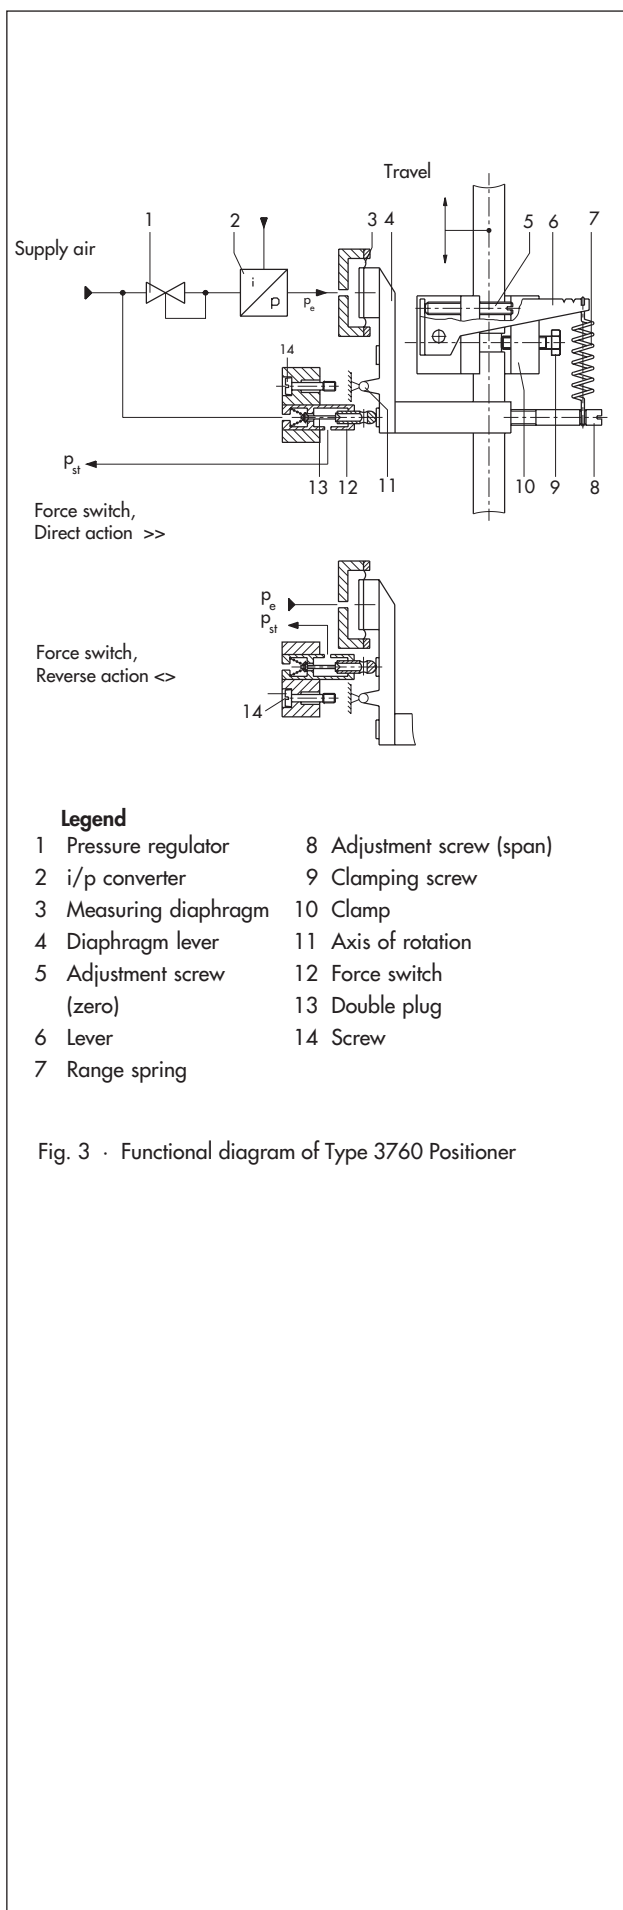 Travel
1 2 3 4 5 6 7
Supply air
i
p
pe
14
pst
13 12 11 10 9 8
Force switch,
Direct action >>
pe
pst
Force switch,
Reverse action <>
14
Legend
1 Pressure regulator
2 i/p converter
3 Measuring diaphragm
4 Diaphragm lever
5 Adjustment screw
(zero)
6 Lever
7 Range spring
8 Adjustment screw (span)
9 Clamping screw
10 Clamp
11 Axis of rotation
12 Force switch
13 Double plug
14 Screw
Fig. 3 · Functional diagram of Type 3760 Positioner